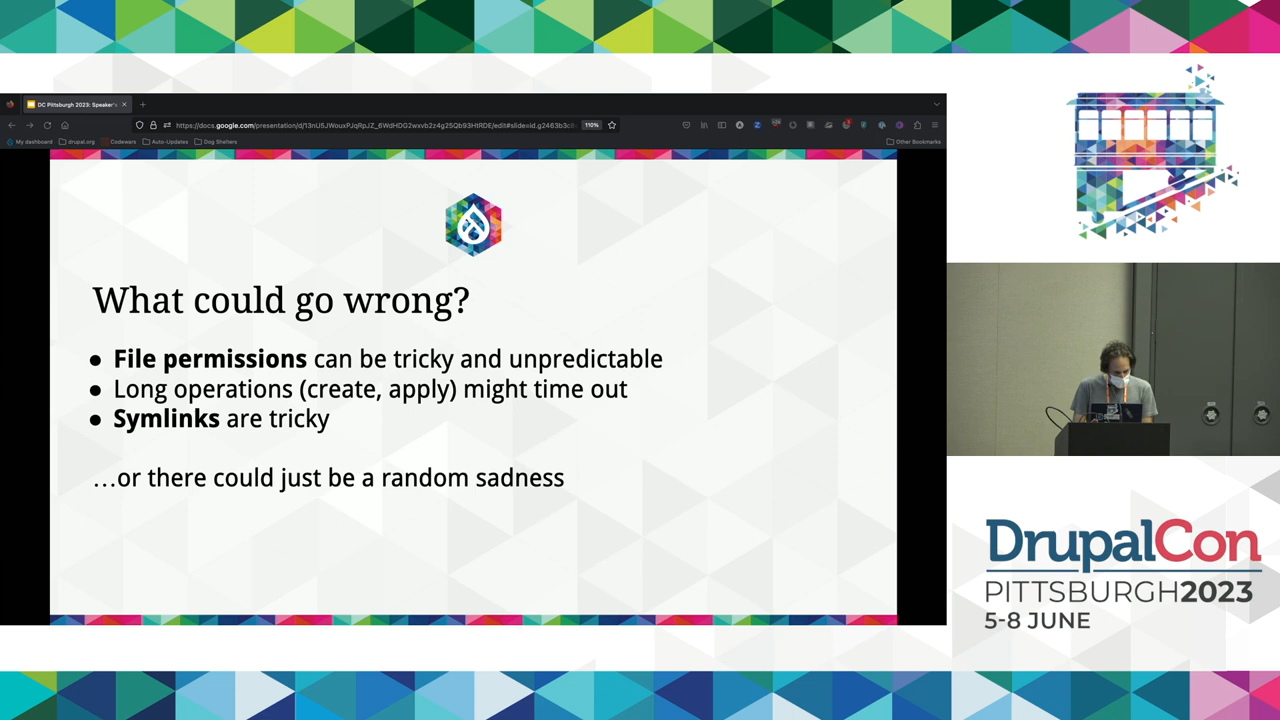 DC Pittsburgh 2023: Speaker's
110%
My dashboard
drupal.org
Codewars
Auto-Updates
Dog Shelters
Other Bookmarks
What could go wrong?
● File permissions can be tricky and unpredictable
● Long operations (create, apply) might time out
● Symlinks are tricky
…or there could just be a random sadness
DrupalCon
PITTSBURGH2023
5-8 JUNE